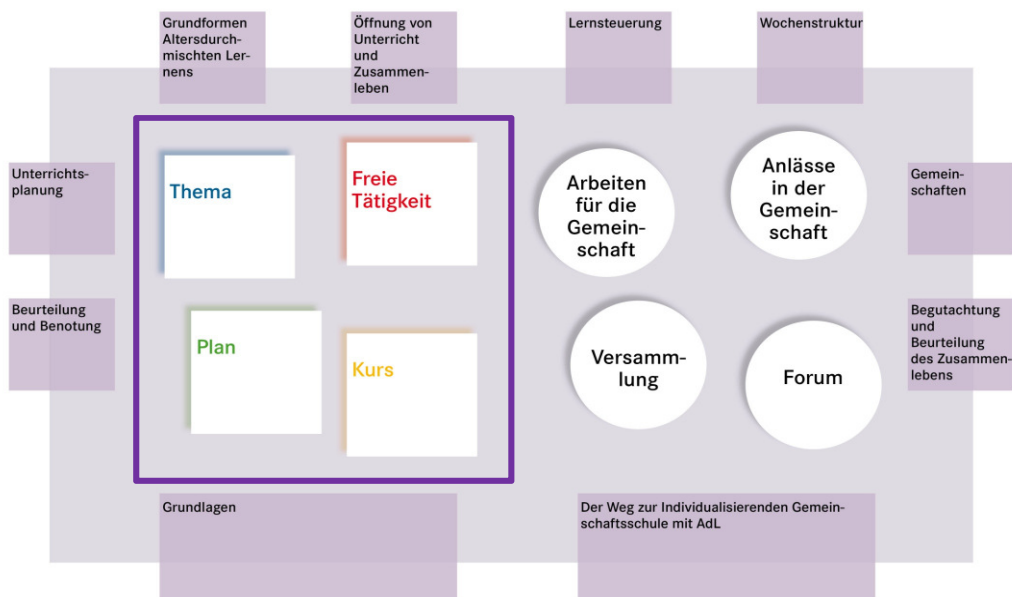 Grundformen
Altersdurch-
mischten Ler-
nens
Öffnung von
Unterricht
und
Zusammen-
leben
Lernsteuerung
Wochenstruktur
Unterrichts-
planung
Thema
Freie
Tätigkeit
Arbeiten
für die
Gemein-
schaft
Anlässe
in der
Gemein-
schaft
Gemein-
schaften
Beurteilung
und Benotung
Plan
Kurs
Versamm-
lung
Forum
Begutachtung
und
Beurteilung
des Zusammen-
lebens
Grundlagen
Der Weg zur Individualisierenden Gemein-
schaftsschule mit AdL